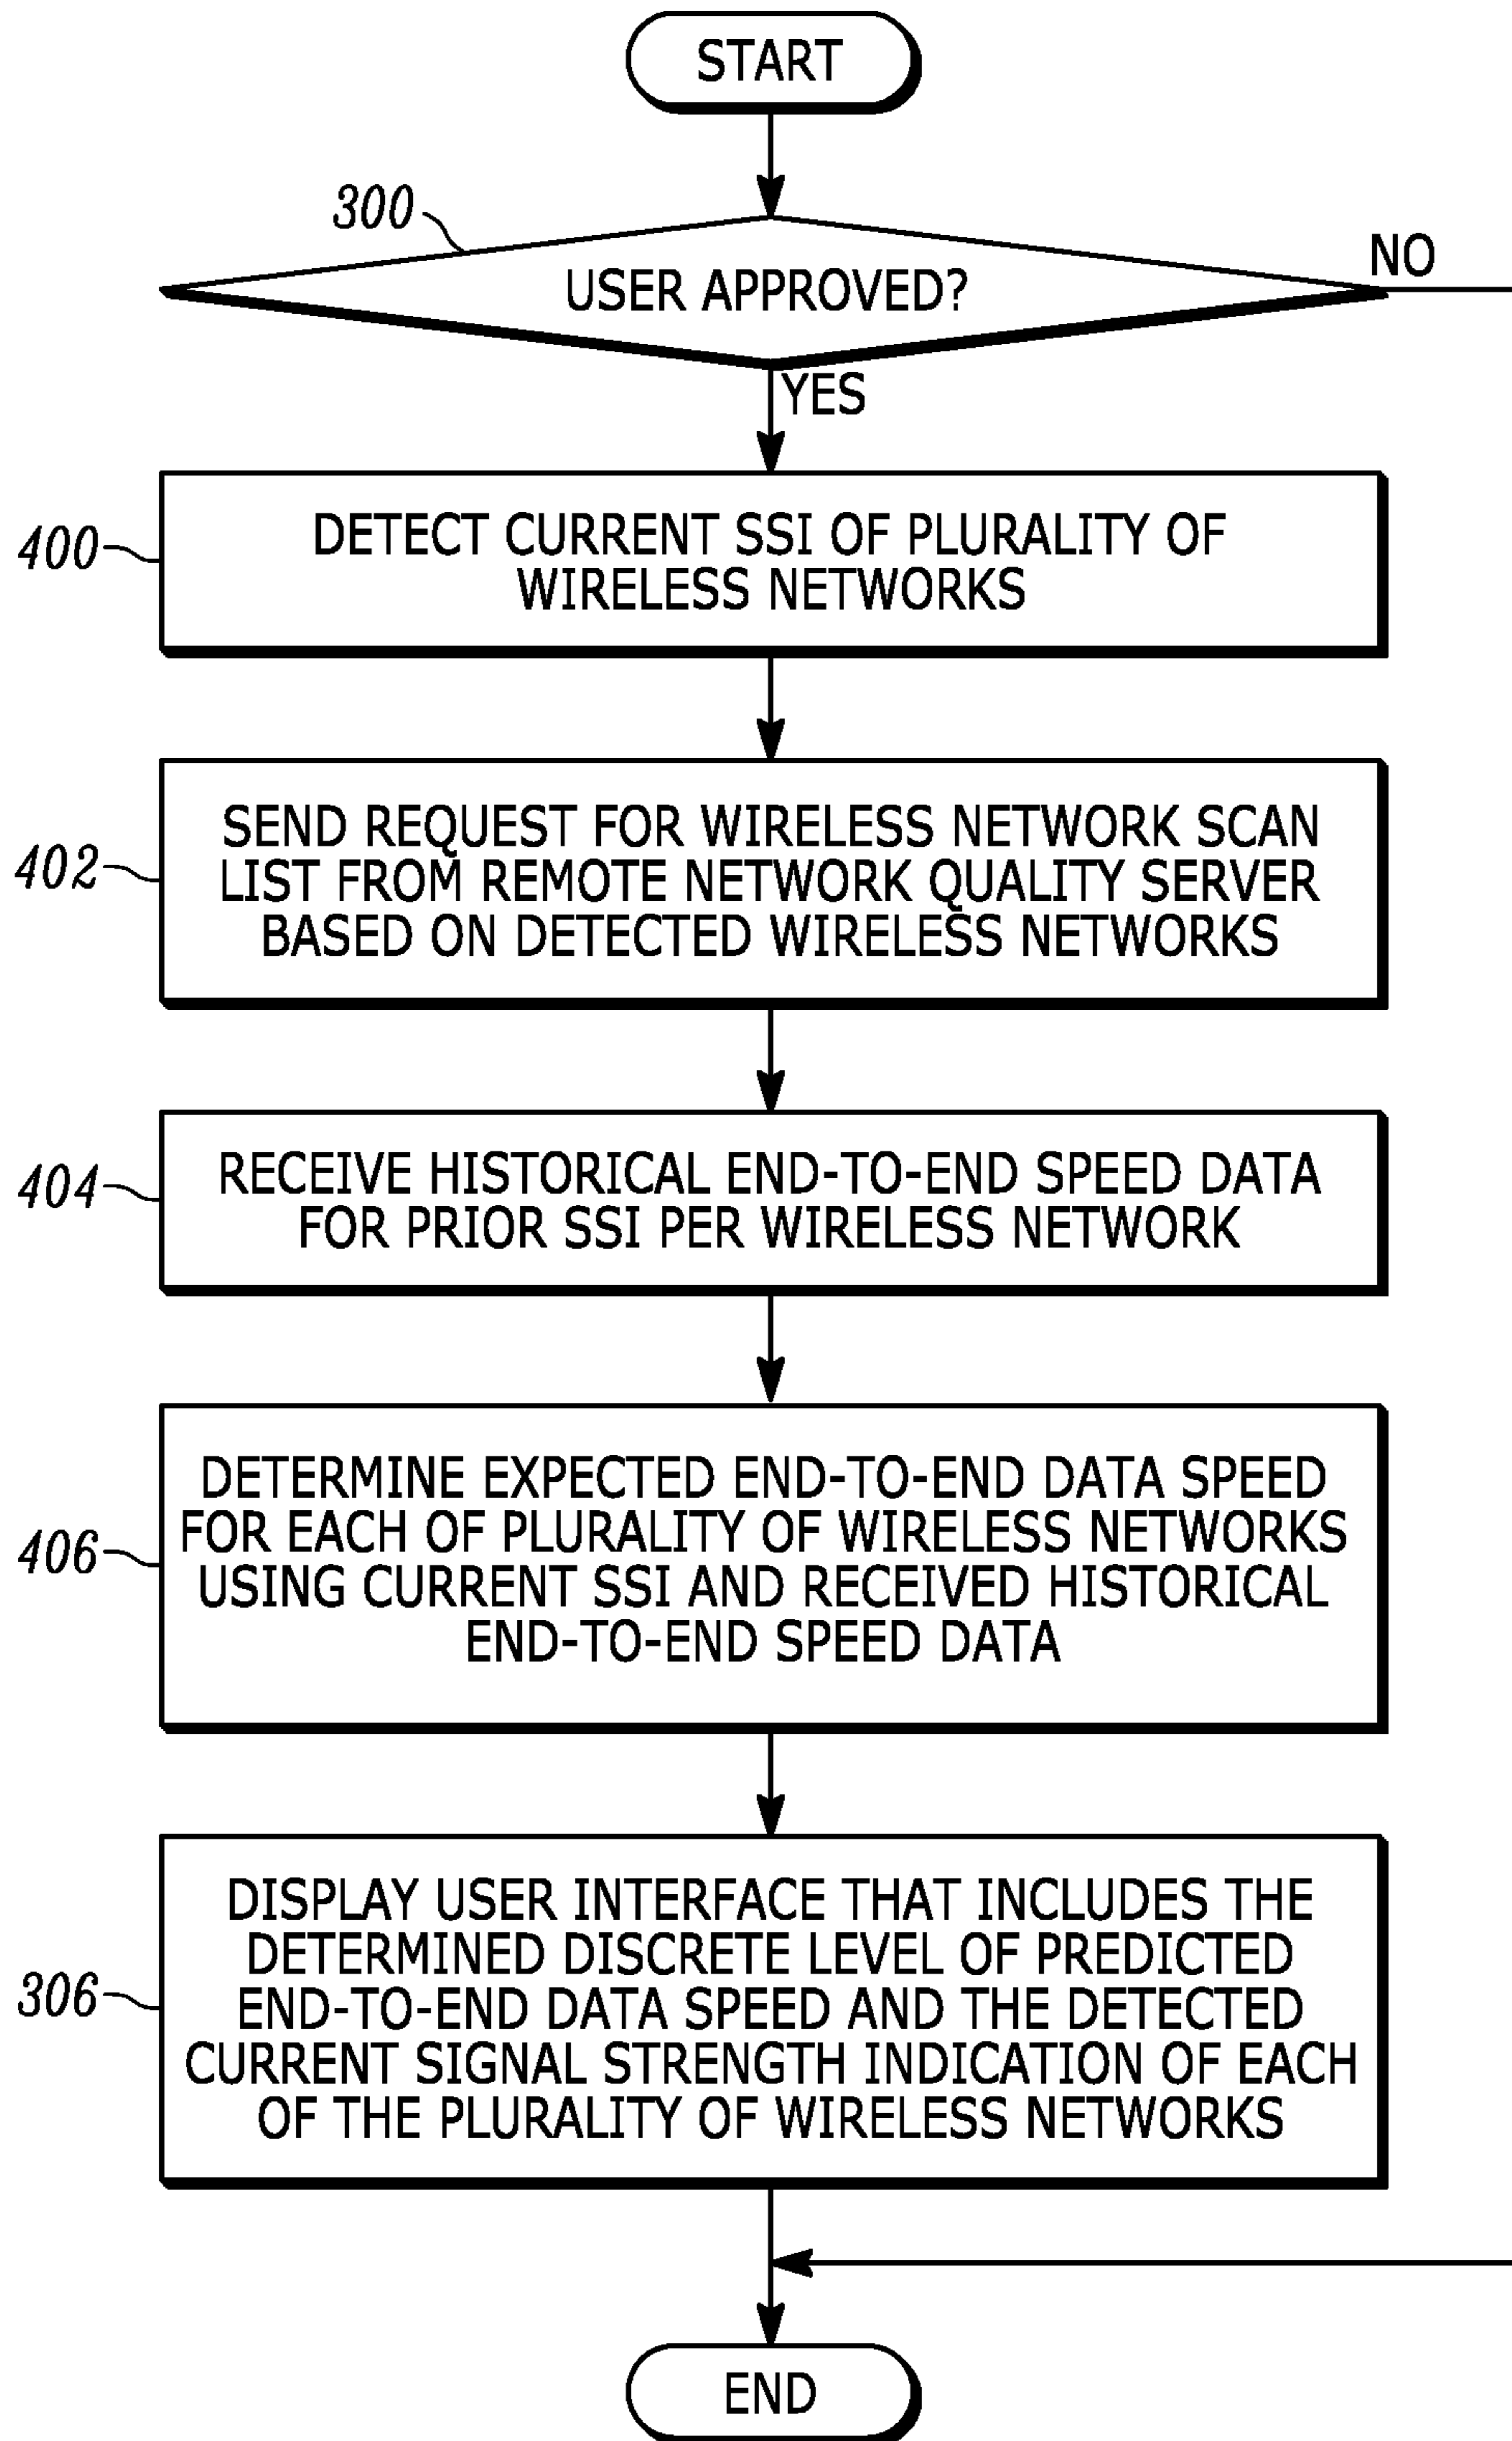 START
300
USER APPROVED?
NO
YES
400
DETECT CURRENT SSI OF PLURALITY OF
WIRELESS NETWORKS
402
SEND REQUEST FOR WIRELESS NETWORK SCAN
LIST FROM REMOTE NETWORK QUALITY SERVER
BASED ON DETECTED WIRELESS NETWORKS
404
RECEIVE HISTORICAL END-TO-END SPEED DATA
FOR PRIOR SSI PER WIRELESS NETWORK
406
DETERMINE EXPECTED END-TO-END DATA SPEED
FOR EACH OF PLURALITY OF WIRELESS NETWORKS
USING CURRENT SSI AND RECEIVED HISTORICAL
END-TO-END SPEED DATA
306
DISPLAY USER INTERFACE THAT INCLUDES THE
DETERMINED DISCRETE LEVEL OF PREDICTED
END-TO-END DATA SPEED AND THE DETECTED
CURRENT SIGNAL STRENGTH INDICATION OF EACH
OF THE PLURALITY OF WIRELESS NETWORKS
END